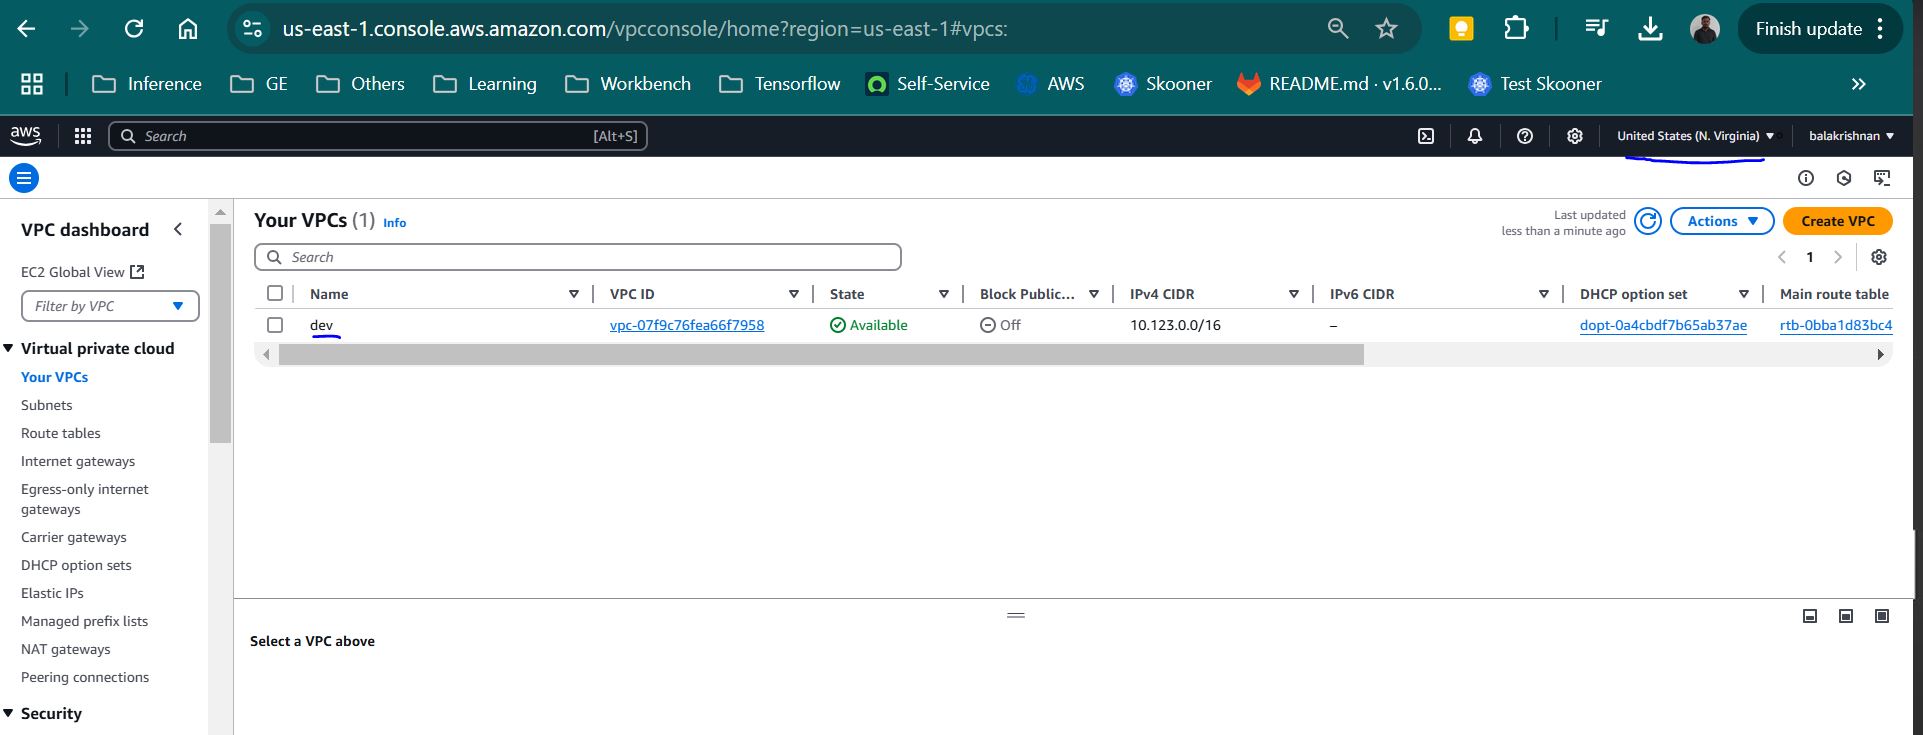 us-east-1.console.aws.amazon.com/vpcconsole/home?region=us-east-1#vpcs:
Finish update
Inference GE Others Learning Workbench Tensorflow Self-Service AWS Skooner README.md · v1.6.0... Test Skooner
aws Search [Alt+S] United States (N. Virginia) balakrishnan
VPC dashboard
EC2 Global View
Filter by VPC
Virtual private cloud
Your VPCs
Subnets
Route tables
Internet gateways
Egress-only internet
gateways
Carrier gateways
DHCP option sets
Elastic IPs
Managed prefix lists
NAT gateways
Peering connections
Security
Your VPCs (1) Info
Last updated
less than a minute ago
Actions
Create VPC
Search
1
Name VPC ID State Block Public... IPv4 CIDR IPv6 CIDR DHCP option set Main route table
dev vpc-07f9c76fea66f7958 Available Off 10.123.0.0/16 – dopt-0a4cbdf7b65ab37ae rtb-0bba1d83bc4
Select a VPC above